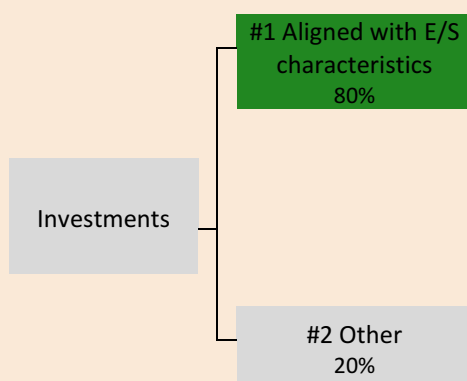 #1 Aligned with E/S
characteristics
80%
Investments
#2 Other
20%